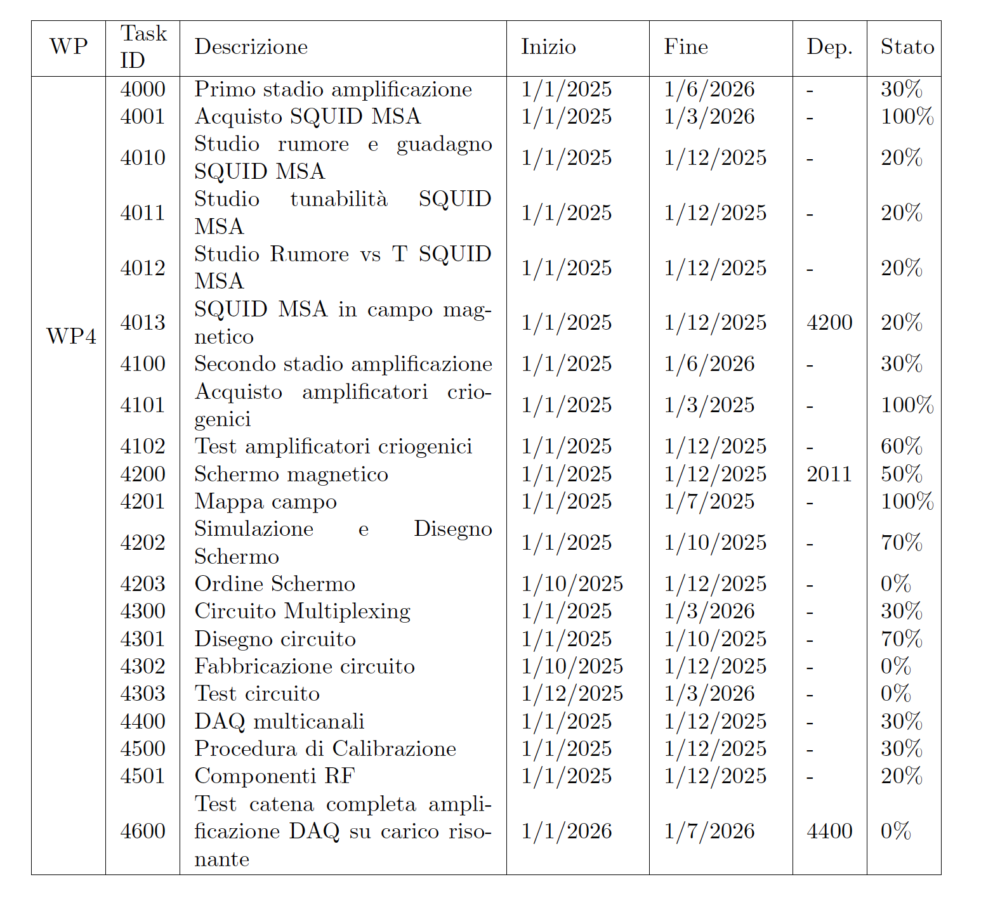 WP Task ID Descrizione Inizio Fine Dep. Stato
WP4
4000 Primo stadio amplificazione 1/1/2025 1/6/2026 - 30%
4001 Acquisto SQUID MSA 1/1/2025 1/3/2026 - 100%
4010 Studio rumore e guadagno
SQUID MSA 1/1/2025 1/12/2025 - 20%
4011 Studio tunabilità SQUID
MSA 1/1/2025 1/12/2025 - 20%
4012 Studio Rumore vs T SQUID
MSA 1/1/2025 1/12/2025 - 20%
4013 SQUID MSA in campo mag-
netico 1/1/2025 1/12/2025 4200 20%
4100 Secondo stadio amplificazione 1/1/2025 1/6/2026 - 30%
4101 Acquisto amplificatori crio-
genici 1/1/2025 1/3/2025 - 100%
4102 Test amplificatori criogenici 1/1/2025 1/12/2025 - 60%
4200 Schermo magnetico 1/1/2025 1/12/2025 2011 50%
4201 Mappa campo 1/1/2025 1/7/2025 - 100%
4202 Simulazione e Disegno
Schermo 1/1/2025 1/10/2025 - 70%
4203 Ordine Schermo 1/10/2025 1/12/2025 - 0%
4300 Circuito Multiplexing 1/1/2025 1/3/2026 - 30%
4301 Disegno circuito 1/1/2025 1/10/2025 - 70%
4302 Fabbricazione circuito 1/10/2025 1/12/2025 - 0%
4303 Test circuito 1/12/2025 1/3/2026 - 0%
4400 DAQ multicanali 1/1/2025 1/12/2025 - 30%
4500 Procedura di Calibrazione 1/1/2025 1/12/2025 - 30%
4501 Componenti RF 1/1/2025 1/12/2025 - 20%
4600 Test catena completa ampli-
ficazione DAQ su carico riso-
nante 1/1/2026 1/7/2026 4400 0%